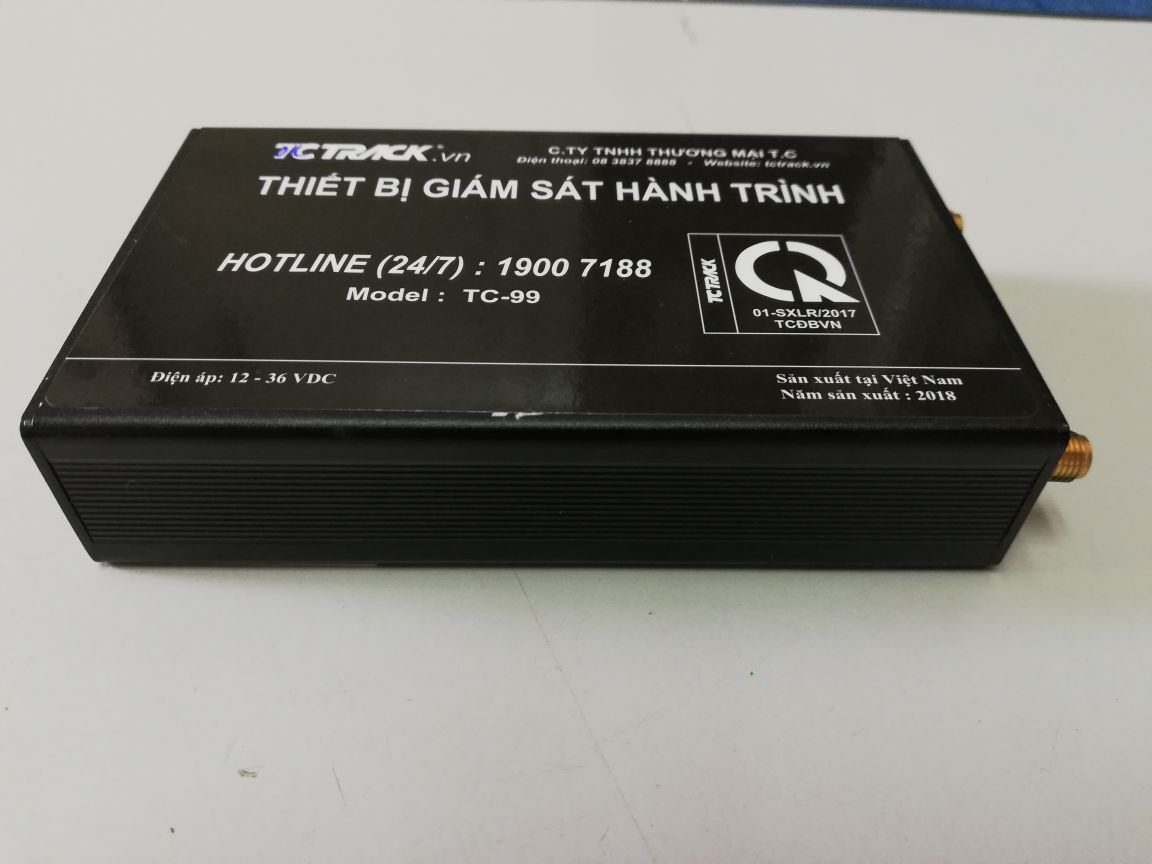 TCTRACK.vn
C.TY TNHH THƯƠNG MẠI T.C
Điện thoại: 08 3837 8888 - Website: tctrack.vn
THIẾT BỊ GIÁM SÁT HÀNH TRÌNH
HOTLINE (24/7) : 1900 7188
Model : TC-99
TCTRACK
CR
01-SXLR/2017
TCĐBVN
Điện áp: 12 - 36 VDC
Sản xuất tại Việt Nam
Năm sản xuất : 2018